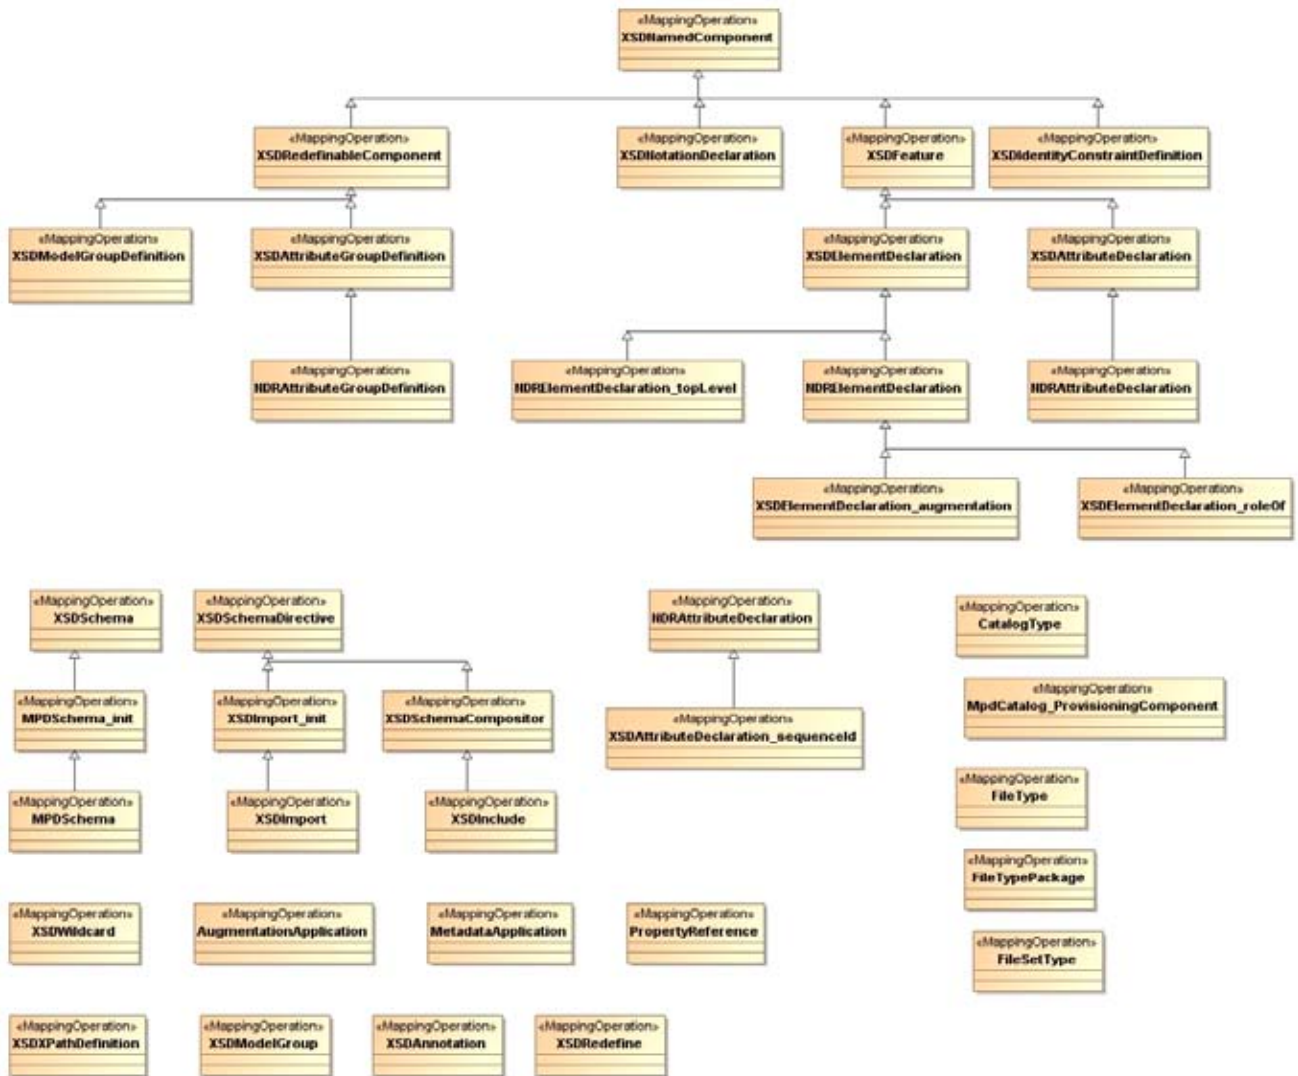 «MappingOperation»
XSDNamedComponent
«MappingOperation»
XSDRedefinableComponent
«MappingOperation»
XSDNotationDeclaration
«MappingOperation»
XSDFeature
«MappingOperation»
XSDIdentityConstraintDefinition
«MappingOperation»
XSDModelGroupDefinition
«MappingOperation»
XSDAttributeGroupDefinition
«MappingOperation»
XSDElementDeclaration
«MappingOperation»
XSDAttributeDeclaration
«MappingOperation»
NDRAttributeGroupDefinition
«MappingOperation»
NDRElementDeclaration_topLevel
«MappingOperation»
NDRElementDeclaration
«MappingOperation»
NDRAttributeDeclaration
«MappingOperation»
XSDElementDeclaration_augmentation
«MappingOperation»
XSDElementDeclaration_roleOf
«MappingOperation»
XSDSchema
«MappingOperation»
XSDSchemaDirective
«MappingOperation»
NDRAttributeDeclaration
«MappingOperation»
CatalogType
«MappingOperation»
MPDSchema_init
«MappingOperation»
XSDImport_init
«MappingOperation»
XSDSchemaCompositor
«MappingOperation»
XSDAttributeDeclaration_sequenceId
«MappingOperation»
MpdCatalog_ProvisioningComponent
«MappingOperation»
MPDSchema
«MappingOperation»
XSDImport
«MappingOperation»
XSDInclude
«MappingOperation»
FileType
«MappingOperation»
FileTypePackage
«MappingOperation»
XSDWildcard
«MappingOperation»
AugmentationApplication
«MappingOperation»
MetadataApplication
«MappingOperation»
PropertyReference
«MappingOperation»
FileSetType
«MappingOperation»
XSDXPathDefinition
«MappingOperation»
XSDModelGroup
«MappingOperation»
XSDAnnotation
«MappingOperation»
XSDRedefine